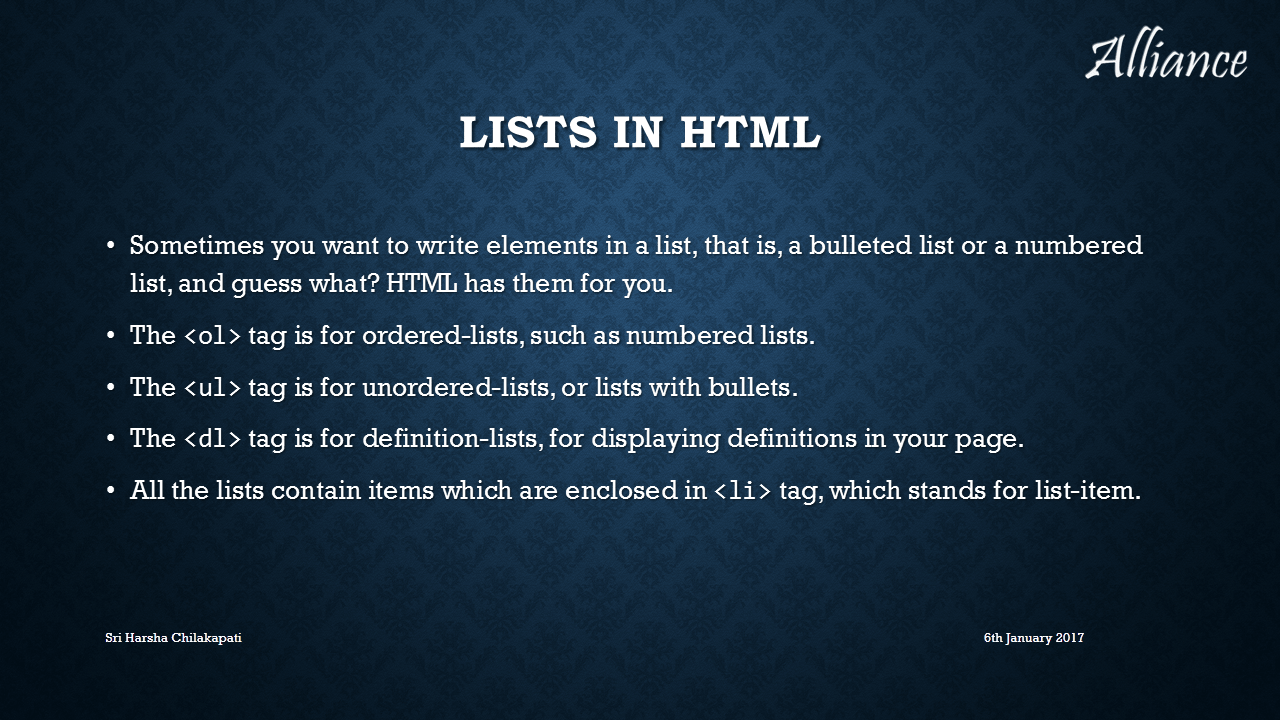 Alliance
LISTS IN HTML
• Sometimes you want to write elements in a list, that is, a bulleted list or a numbered
list, and guess what? HTML has them for you.
• The <ol> tag is for ordered-lists, such as numbered lists.
• The <ul> tag is for unordered-lists, or lists with bullets.
• The <dl> tag is for definition-lists, for displaying definitions in your page.
• All the lists contain items which are enclosed in <li> tag, which stands for list-item.
Sri Harsha Chilakapati
6th January 2017